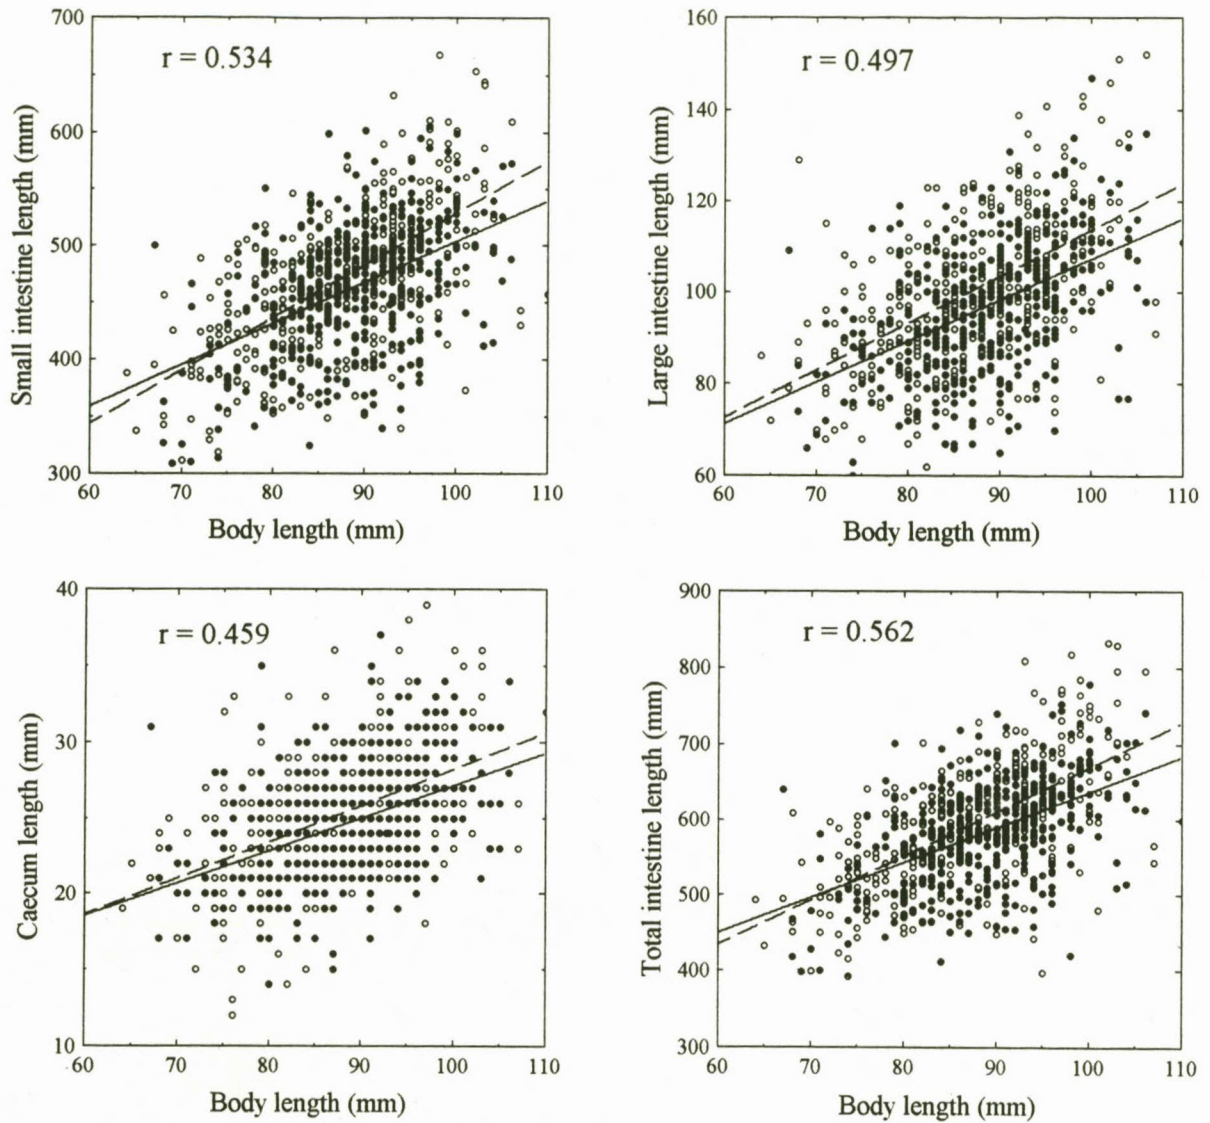 700
600
500
400
300
r = 0.534
Small intestine length (mm)
60 70 80 90 100 110
Body length (mm)
160
140
120
100
80
60
r = 0.497
Large intestine length (mm)
60 70 80 90 100 110
Body length (mm)
40
30
20
10
r = 0.459
Caecum length (mm)
60 70 80 90 100 110
Body length (mm)
900
800
700
600
500
400
300
r = 0.562
Total intestine length (mm)
60 70 80 90 100 110
Body length (mm)